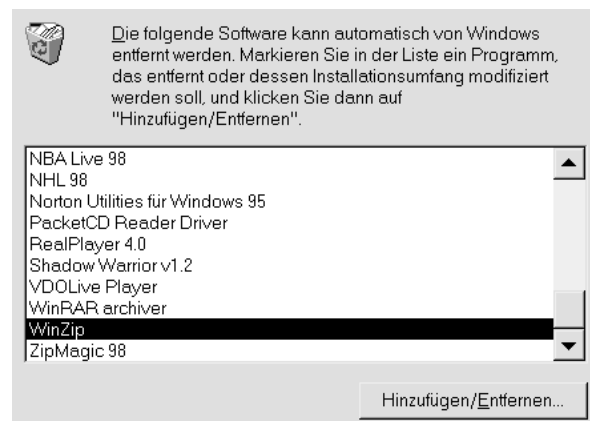 Die folgende Software kann automatisch von Windows
entfernt werden. Markieren Sie in der Liste ein Programm,
das entfernt oder dessen Installationsumfang modifiziert
werden soll, und klicken Sie dann auf
"Hinzufügen/Entfernen".
NBA Live 98
NHL 98
Norton Utilities für Windows 95
PacketCD Reader Driver
RealPlayer 4.0
Shadow Warrior v1.2
VDOLive Player
WinRAR archiver
WinZip
ZipMagic 98
Hinzufügen/Entfernen...